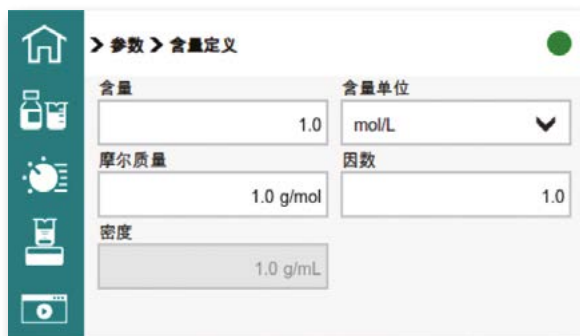 > 参数 > 含量定义
含量 含量单位
1.0 mol/L
摩尔质量 因数
1.0 g/mol 1.0
密度
1.0 g/mL